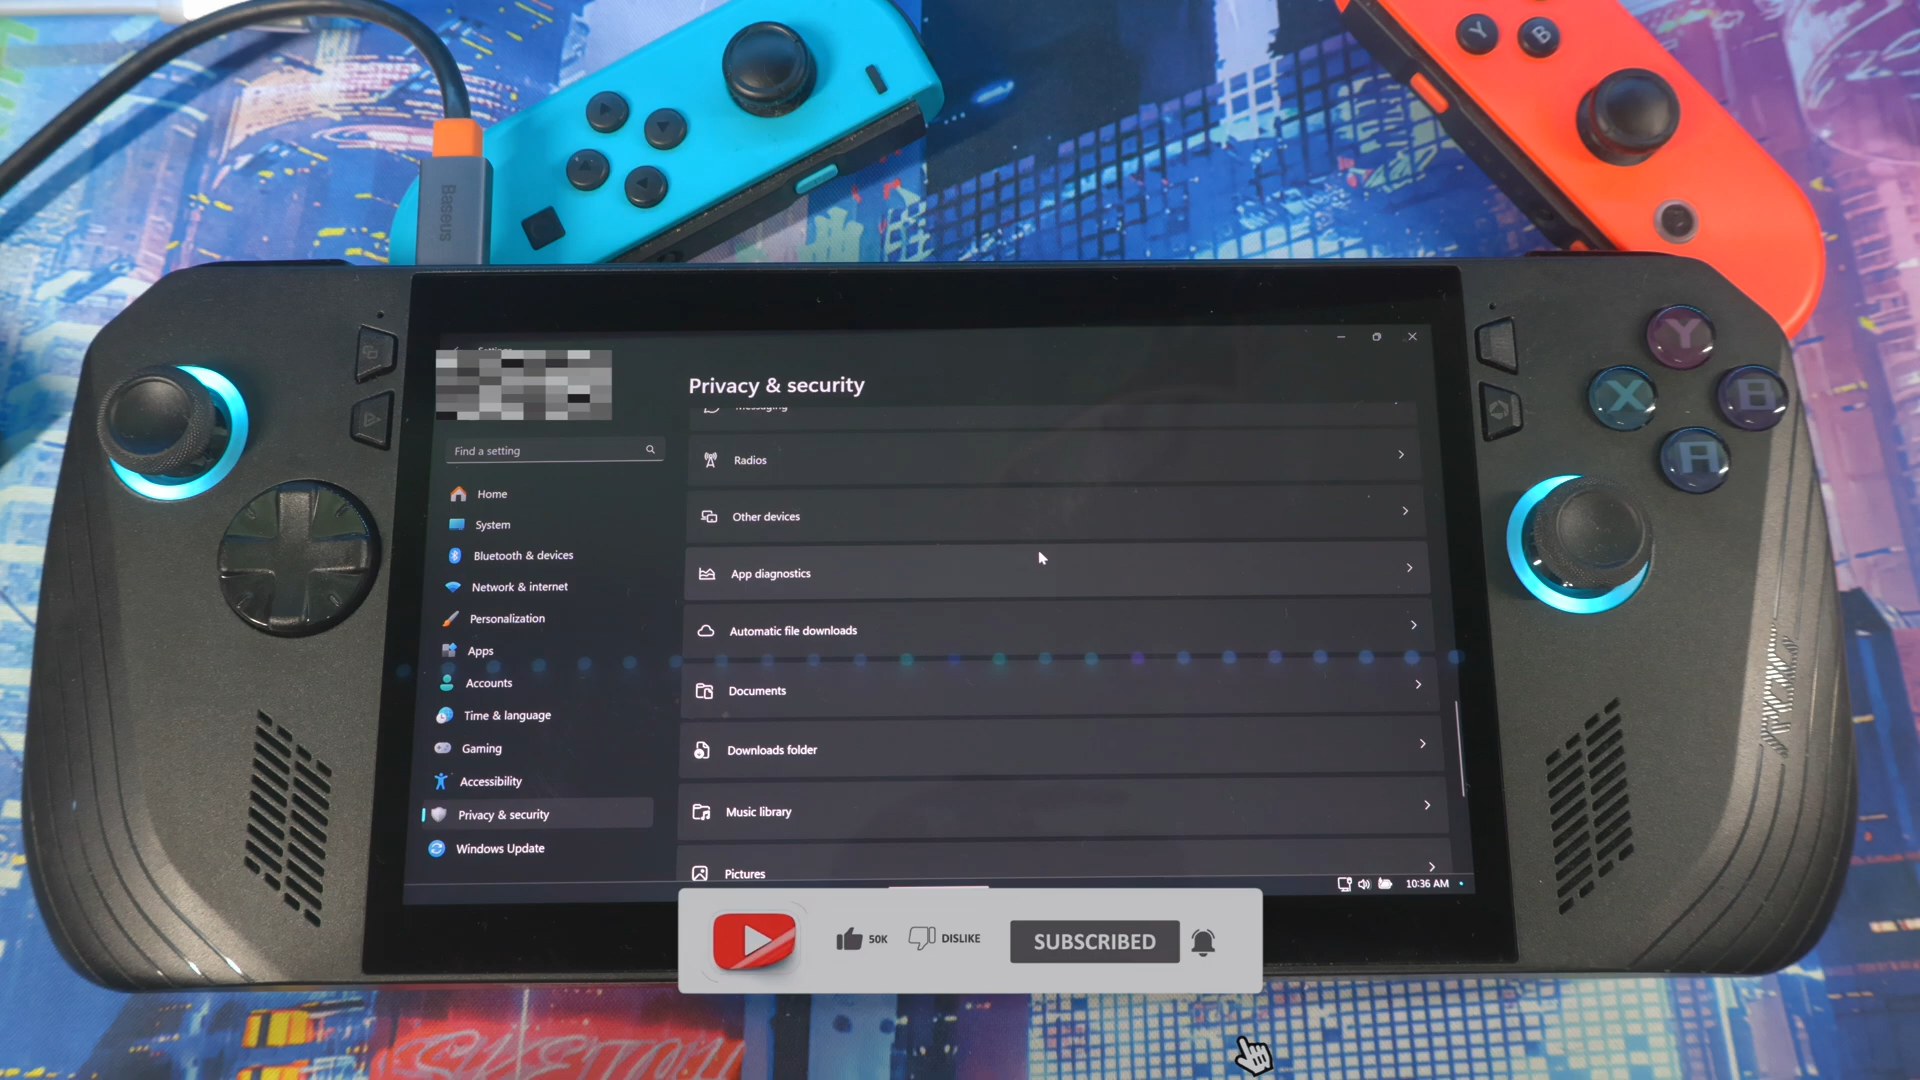 Y
B
Baseus
Settings
Privacy & security
Messaging
Find a setting
Radios
Home
Other devices
System
Bluetooth & devices
App diagnostics
Network & internet
Personalization
Automatic file downloads
Apps
Accounts
Documents
Time & language
Downloads folder
Gaming
Accessibility
Music library
Privacy & security
Windows Update
Pictures
10:36 AM
Y
X
B
A
50K
DISLIKE
SUBSCRIBED